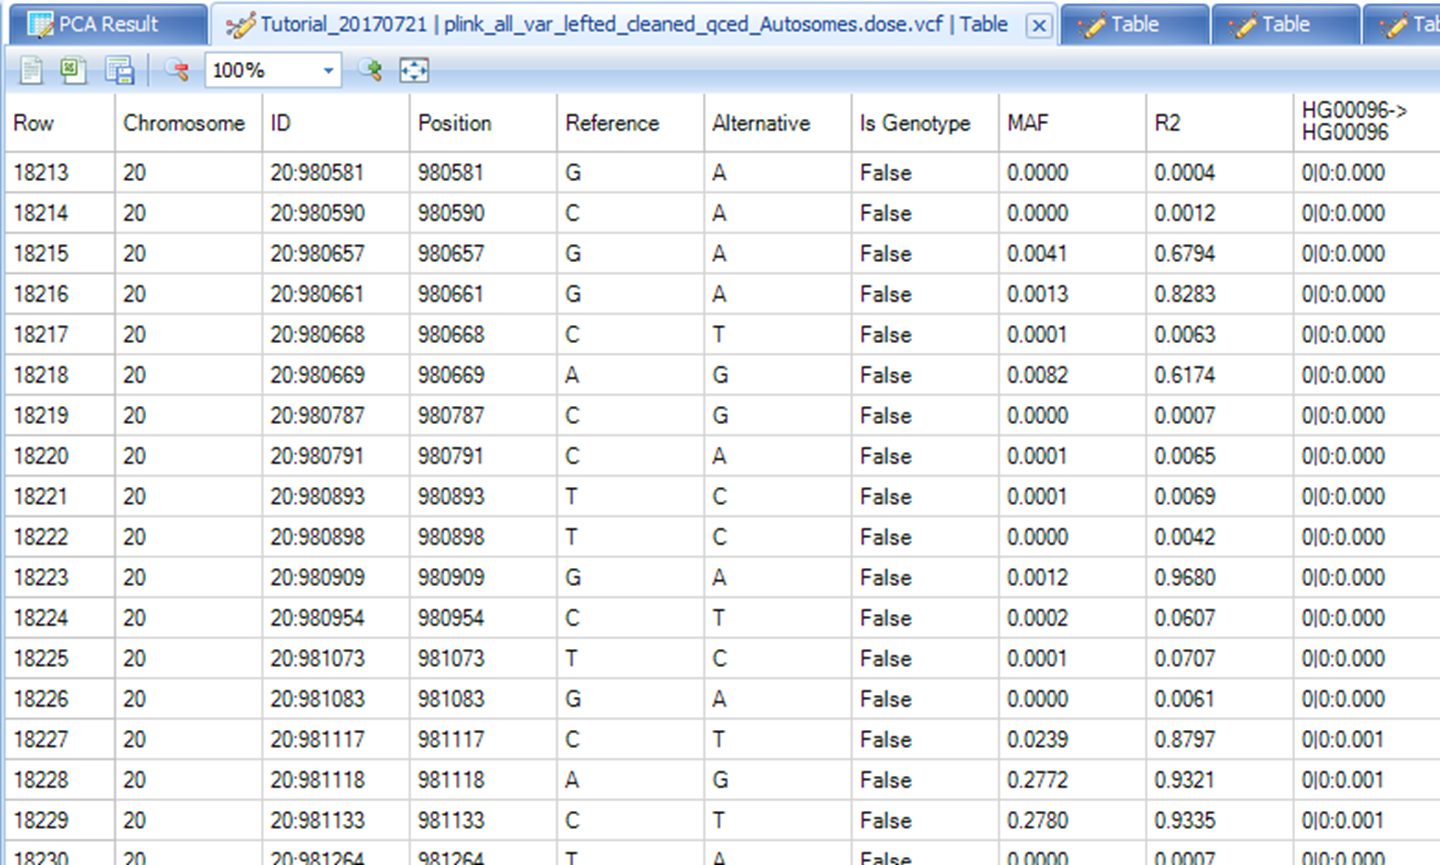 PCA Result Tutorial_20170721 | plink_all_var_lefted_cleaned_qced_Autosomes.dose.vcf | Table Table Table
100%
Row Chromosome ID Position Reference Alternative Is Genotype MAF R2 HG00096->
HG00096
18213 20 20:980581 980581 G A False 0.0000 0.0004 0|0:0.000
18214 20 20:980590 980590 C A False 0.0000 0.0012 0|0:0.000
18215 20 20:980657 980657 G A False 0.0041 0.6794 0|0:0.000
18216 20 20:980661 980661 G A False 0.0013 0.8283 0|0:0.000
18217 20 20:980668 980668 C T False 0.0001 0.0063 0|0:0.000
18218 20 20:980669 980669 A G False 0.0082 0.6174 0|0:0.000
18219 20 20:980787 980787 C G False 0.0000 0.0007 0|0:0.000
18220 20 20:980791 980791 C A False 0.0001 0.0065 0|0:0.000
18221 20 20:980893 980893 T C False 0.0001 0.0069 0|0:0.000
18222 20 20:980898 980898 T C False 0.0000 0.0042 0|0:0.000
18223 20 20:980909 980909 G A False 0.0012 0.9680 0|0:0.000
18224 20 20:980954 980954 C T False 0.0002 0.0607 0|0:0.000
18225 20 20:981073 981073 T C False 0.0001 0.0707 0|0:0.000
18226 20 20:981083 981083 G A False 0.0000 0.0061 0|0:0.000
18227 20 20:981117 981117 C T False 0.0239 0.8797 0|0:0.001
18228 20 20:981118 981118 A G False 0.2772 0.9321 0|0:0.001
18229 20 20:981133 981133 C T False 0.2780 0.9335 0|0:0.001
18230 20 20:981264 981264 T A False 0.0000 0.0007 0|0:0.000